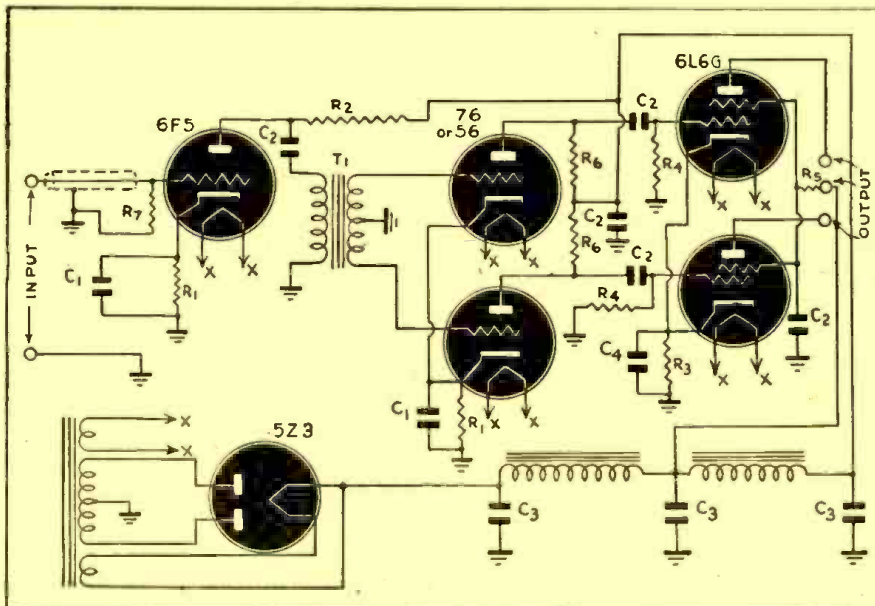 6L6G
6F5
76
or 56
R2
C2
C2
R4
T1
R6
R5
OUTPUT
INPUT
R7
C2
R6
C1
R1
C2
R4
C2
C4
R3
C1
R1
X
X
X
X
X
X
X
X
X
X
5Z3
X
X
C3
C3
C3